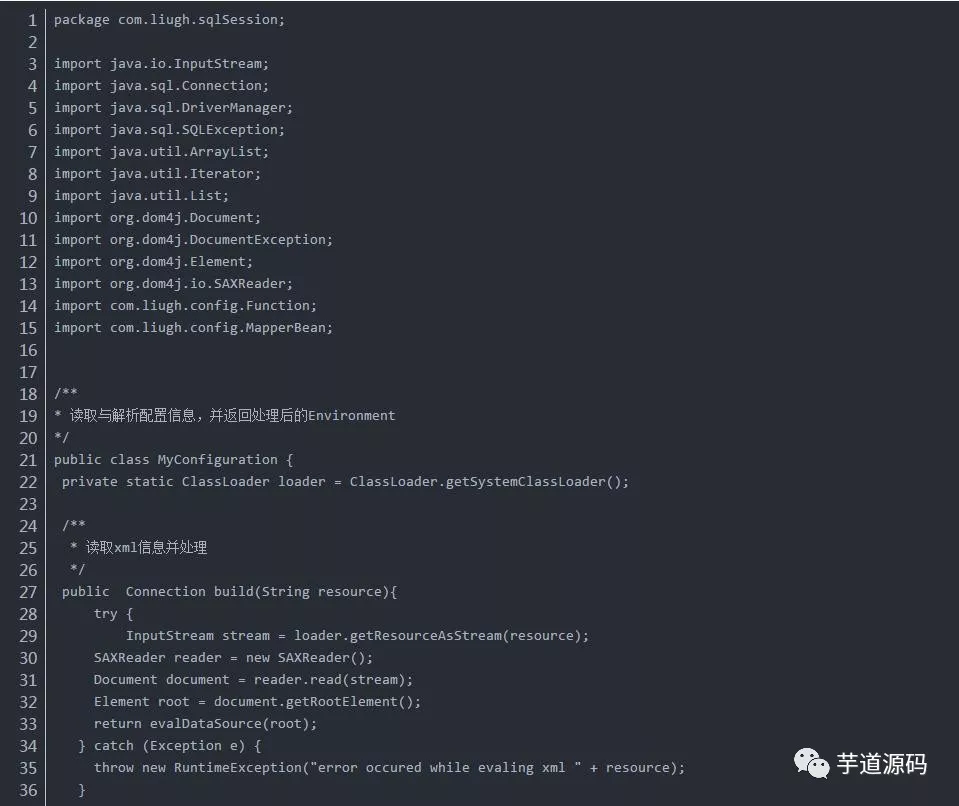 1 package com.liugh.sqlSession;
2
3 import java.io.InputStream;
4 import java.sql.Connection;
5 import java.sql.DriverManager;
6 import java.sql.SQLException;
7 import java.util.ArrayList;
8 import java.util.Iterator;
9 import java.util.List;
10 import org.dom4j.Document;
11 import org.dom4j.DocumentException;
12 import org.dom4j.Element;
13 import org.dom4j.io.SAXReader;
14 import com.liugh.config.Function;
15 import com.liugh.config.MapperBean;
16
17
18 /**
19 * 读取与解析配置信息，并返回处理后的Environment
20 */
21 public class MyConfiguration {
22  private static ClassLoader loader = ClassLoader.getSystemClassLoader();
23
24  /**
25   * 读取xml信息并处理
26   */
27  public  Connection build(String resource){
28      try {
29          InputStream stream = loader.getResourceAsStream(resource);
30      SAXReader reader = new SAXReader();
31      Document document = reader.read(stream);
32      Element root = document.getRootElement();
33      return evalDataSource(root);
34    } catch (Exception e) {
35      throw new RuntimeException("error occured while evaling xml " + resource);
36    }
芋道源码